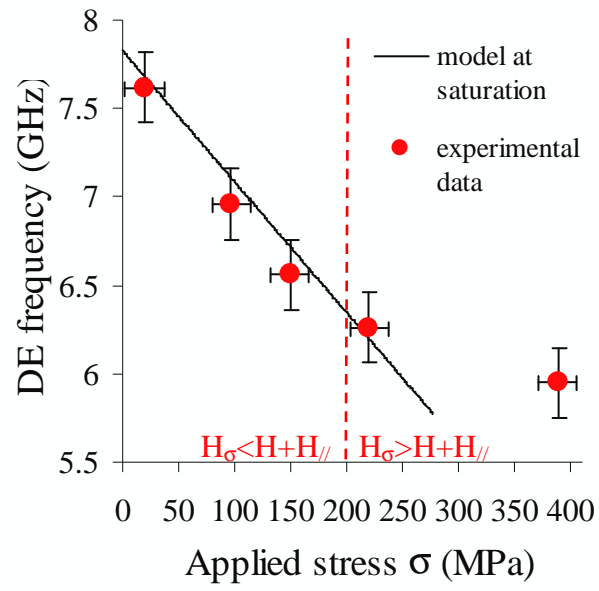 8
7.5
7
6.5
6
5.5
DE frequency (GHz)
model at
saturation
experimental
data
Hσ<H+H//
Hσ>H+H//
0 50 100 150 200 250 300 350 400
Applied stress σ (MPa)